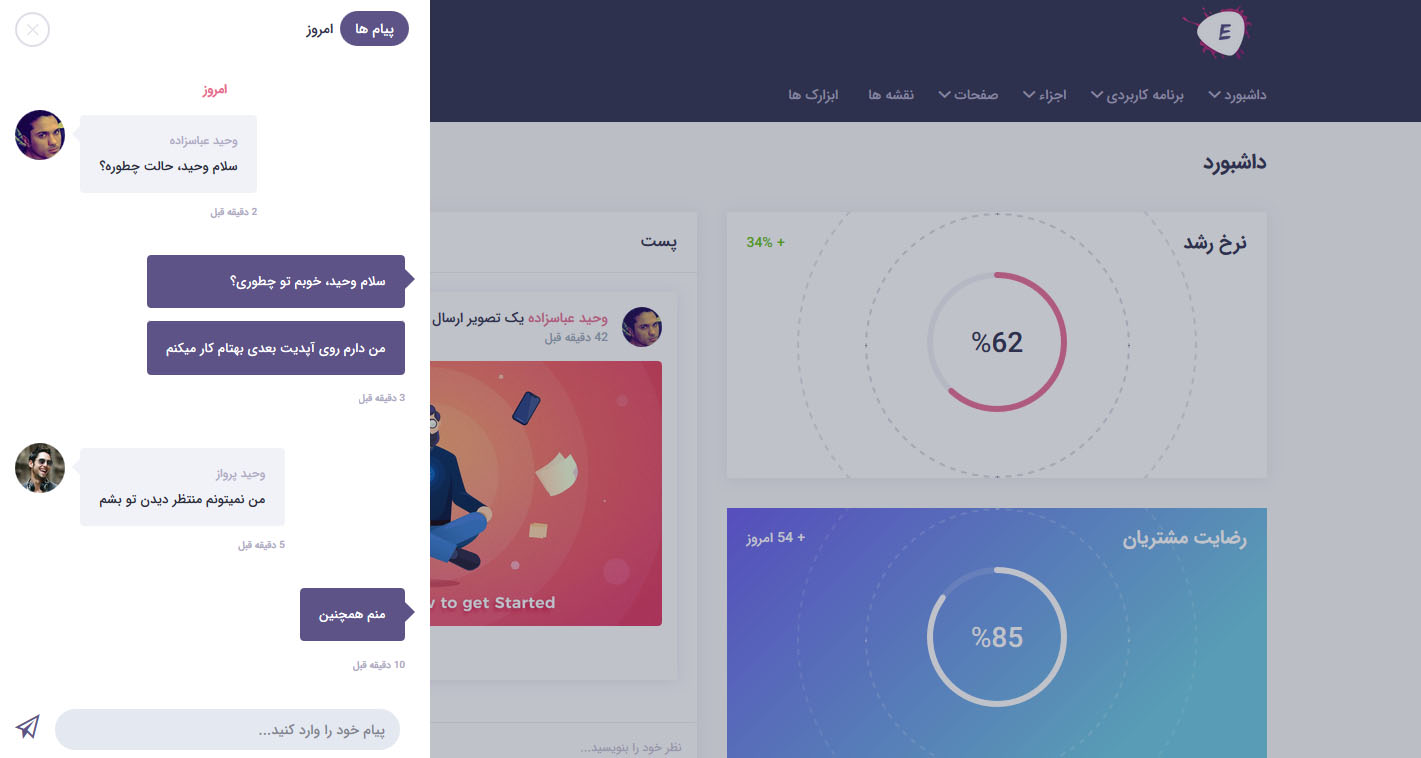 پیام ها
امروز
امروز
وحید عباسزاده
سلام وحید، حالت چطوره؟
2 دقیقه قبل
سلام وحید، خوبم تو چطوری؟
من دارم روی آپدیت بعدی بهتام کار میکنم
3 دقیقه قبل
وحید پرواز
من نمیتونم منتظر دیدن تو بشم
5 دقیقه قبل
منم همچنین
10 دقیقه قبل
پیام خود را وارد کنید...
E
داشبورد
برنامه کاربردی
اجزاء
صفحات
نقشه ها
ابزارک ها
داشبورد
نرخ رشد
+ 34%
%62
رضایت مشتریان
+ 54 امروز
%85
پست
وحید عباسزاده یک تصویر ارسال
42 دقیقه قبل
to get Started
نظر خود را بنویسید...